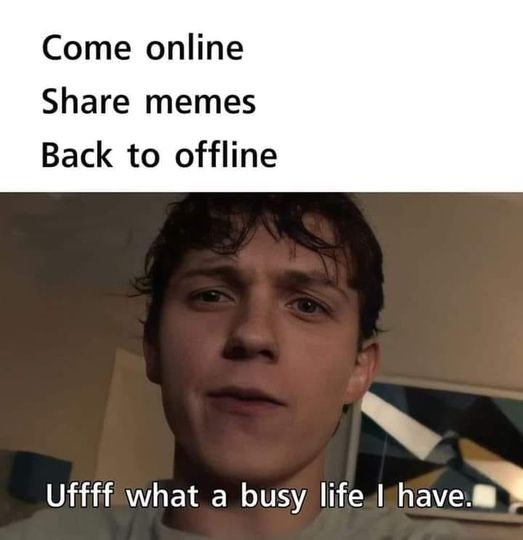 Come online
Share memes
Back to offline
Uffff what a busy life I have.